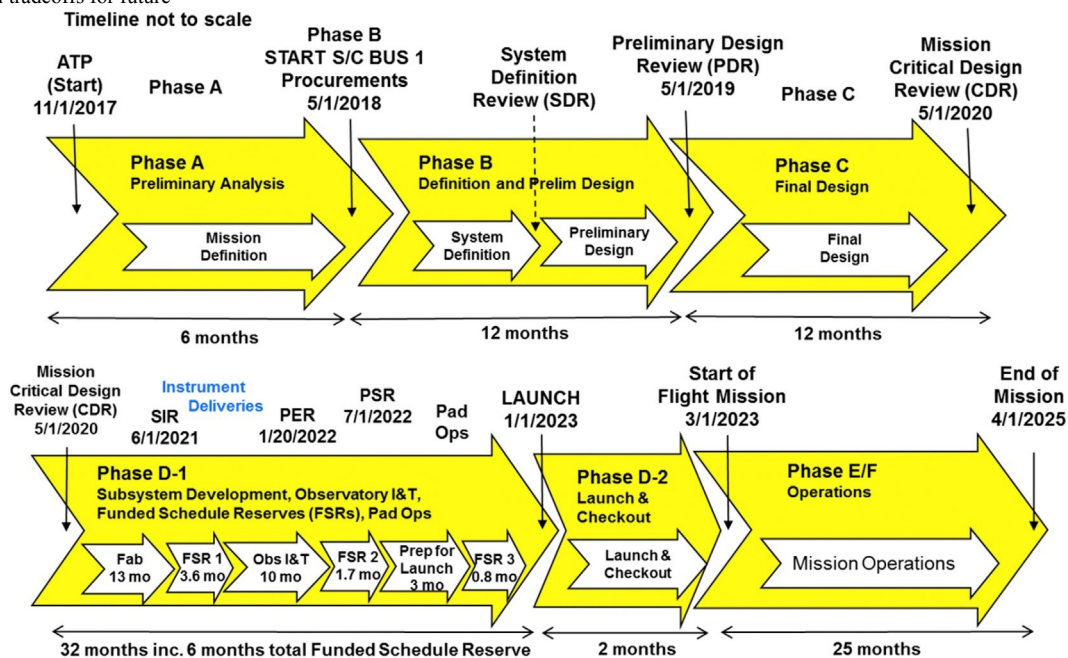 tradeoffs for future
Timeline not to scale
ATP
(Start)
11/1/2017
Phase A
Phase B
START S/C BUS 1
Procurements
5/1/2018
System
Definition
Review (SDR)
Preliminary Design
Review (PDR)
5/1/2019
Phase C
Mission
Critical Design
Review (CDR)
5/1/2020
Phase A
Preliminary Analysis
Mission
Definition
Phase B
Definition and Prelim Design
System
Definition
Preliminary
Design
Phase C
Final Design
Final
Design
6 months
12 months
12 months
Mission
Critical Design
Review (CDR)
5/1/2020
Instrument
Deliveries
SIR
6/1/2021
PER
1/20/2022
PSR
7/1/2022
Pad
Ops
LAUNCH
1/1/2023
Start of
Flight Mission
3/1/2023
End of
Mission
4/1/2025
Phase D-1
Subsystem Development, Observatory I&T,
Funded Schedule Reserves (FSRs), Pad Ops
Fab
13 mo
FSR 1
3.6 mo
Obs I&T
10 mo
FSR 2
1.7 mo
Prep for
Launch
3 mo
FSR 3
0.8 mo
Phase D-2
Launch &
Checkout
Launch &
Checkout
Phase E/F
Operations
Mission Operations
32 months inc. 6 months total Funded Schedule Reserve
2 months
25 months